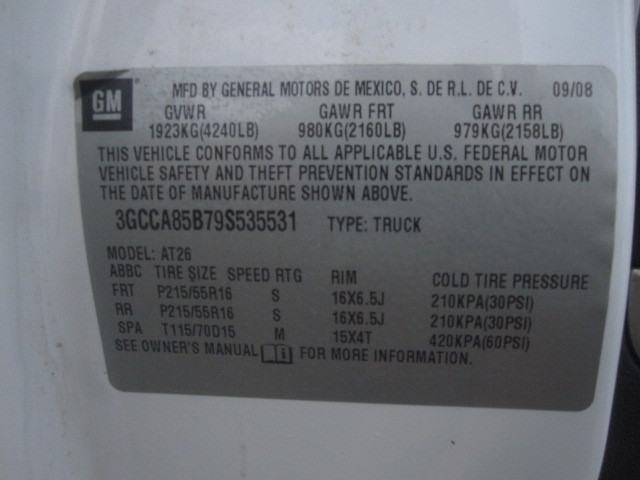 GM
MFD BY GENERAL MOTORS DE MEXICO, S. DE R.L. DE C.V. 09/08
GVWR GAWR FRT GAWR RR
1923KG(4240LB) 980KG(2160LB) 979KG(2158LB)
THIS VEHICLE CONFORMS TO ALL APPLICABLE U.S. FEDERAL MOTOR
VEHICLE SAFETY AND THEFT PREVENTION STANDARDS IN EFFECT ON
THE DATE OF MANUFACTURE SHOWN ABOVE.
3GCCA85B79S535531 TYPE: TRUCK
MODEL: AT26
ABBC TIRE SIZE SPEED RTG RIM COLD TIRE PRESSURE
FRT P215/55R16 S 16X6.5J 210KPA(30PSI)
RR P215/55R16 S 16X6.5J 210KPA(30PSI)
SPA T115/70D15 M 15X4T 420KPA(60PSI)
SEE OWNER'S MANUAL i FOR MORE INFORMATION.